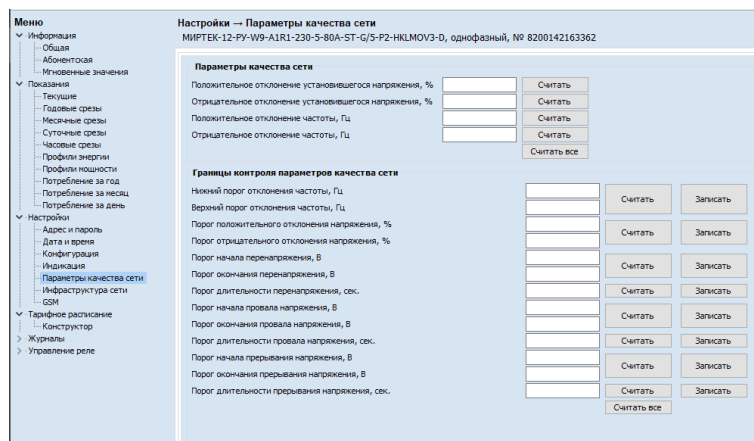 Меню
Информация
Общая
Абонентская
Мгновенные значения
Показания
Текущие
Годовые срезы
Месячные срезы
Суточные срезы
Часовые срезы
Профили энергии
Профили мощности
Потребление за год
Потребление за месяц
Потребление за день
Настройки
Адрес и пароль
Дата и время
Конфигурация
Индикация
Параметры качества сети
Инфраструктура сети
GSM
Тарифное расписание
Конструктор
Журналы
Управление реле
Настройки → Параметры качества сети
МИРТЕК-12-РУ-W9-A1R1-230-5-80A-ST-G/5-P2-HKLMOV3-D, однофазный, № 8200142163362
Параметры качества сети
Положительное отклонение установившегося напряжения, % Считать
Отрицательное отклонение установившегося напряжения, % Считать
Положительное отклонение частоты, Гц Считать
Отрицательное отклонение частоты, Гц Считать
Считать все
Границы контроля параметров качества сети
Нижний порог отклонения частоты, Гц
Считать Записать
Верхний порог отклонения частоты, Гц
Порог положительного отклонения напряжения, %
Считать Записать
Порог отрицательного отклонения напряжения, %
Порог начала перенапряжения, В
Считать Записать
Порог окончания перенапряжения, В
Порог длительности перенапряжения, сек. Считать Записать
Порог начала провала напряжения, В
Считать Записать
Порог окончания провала напряжения, В
Порог длительности провала напряжения, сек. Считать Записать
Порог начала прерывания напряжения, В
Считать Записать
Порог окончания прерывания напряжения, В
Порог длительности прерывания напряжения, сек. Считать Записать
Считать все